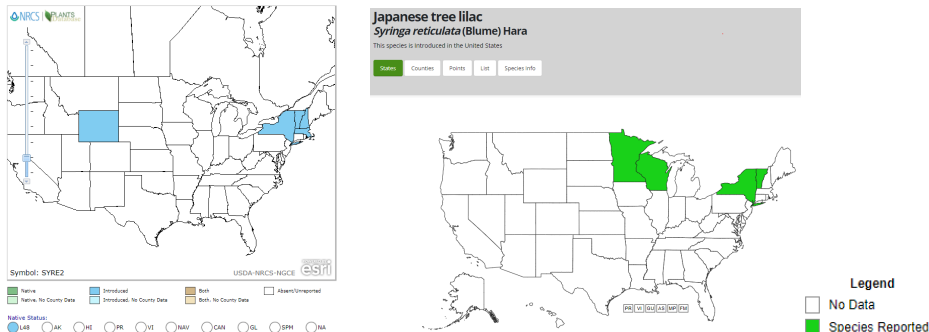 NRCS PLANTS
Symbol: SYRE2
USDA-NRCS-NGCE
esri
Native
Introduced
Both
Absent/Unreported
Native, No County Data
Introduced, No County Data
Both, No County Data
Native Status:
L48 AK HI PR VI NAV CAN GL SPM NA
Japanese tree lilac
Syringa reticulata (Blume) Hara
This species is introduced in the United States
States Counties Points List Species Info
PR VI GU AS MP FM
Legend
No Data
Species Reported